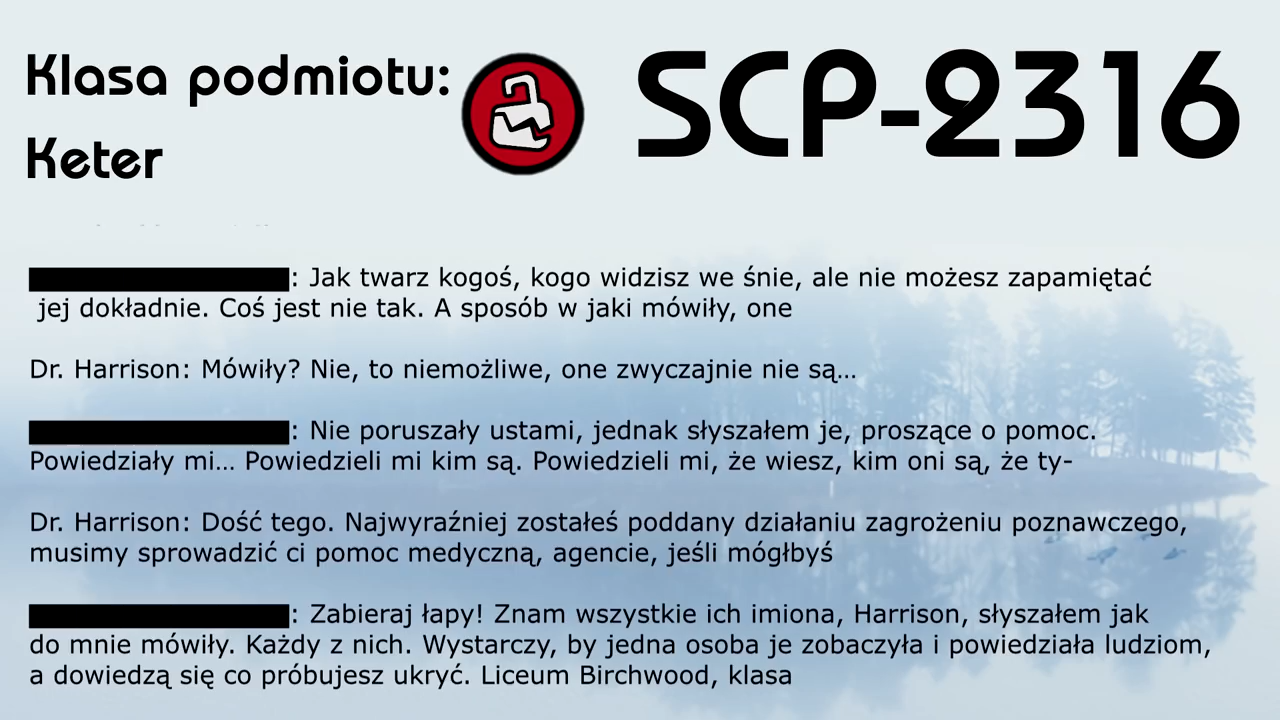 Klasa podmiotu:
Keter
SCP-2316
: Jak twarz kogoś, kogo widzisz we śnie, ale nie możesz zapamiętać
jej dokładnie. Coś jest nie tak. A sposób w jaki mówiły, one
Dr. Harrison: Mówiły? Nie, to niemożliwe, one zwyczajnie nie są…
: Nie poruszały ustami, jednak słyszałem je, proszące o pomoc.
Powiedziały mi… Powiedzieli mi kim są. Powiedzieli mi, że wiesz, kim oni są, że ty-
Dr. Harrison: Dość tego. Najwyraźniej zostałeś poddany działaniu zagrożeniu poznawczego,
musimy sprowadzić ci pomoc medyczną, agencie, jeśli mógłbyś
: Zabieraj łapy! Znam wszystkie ich imiona, Harrison, słyszałem jak
do mnie mówiły. Każdy z nich. Wystarczy, by jedna osoba je zobaczyła i powiedziała ludziom,
a dowiedzą się co próbujesz ukryć. Liceum Birchwood, klasa